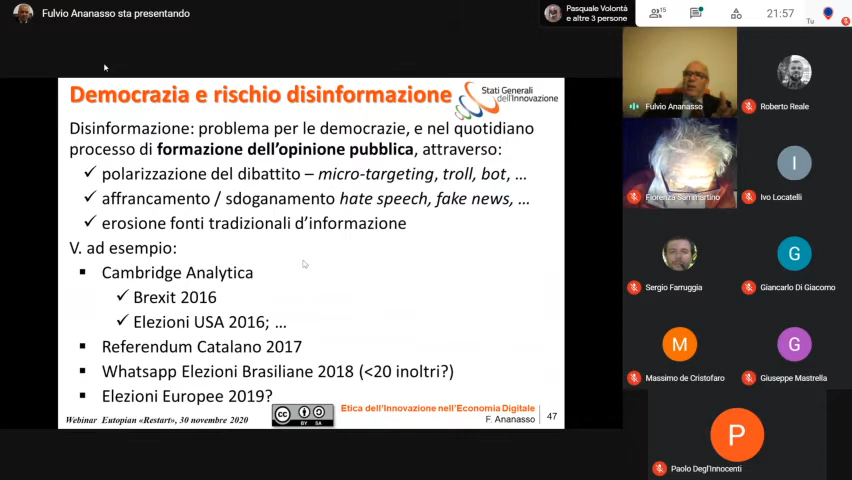 Fulvio Ananasso sta presentando
Pasquale Volontà
e altre 3 persone
15
21:57
Tu
Democrazia e rischio disinformazione
Stati Generali
dell'Innovazione
Disinformazione: problema per le democrazie, e nel quotidiano
processo di formazione dell'opinione pubblica, attraverso:
✓ polarizzazione del dibattito – micro-targeting, troll, bot, …
✓ affrancamento / sdoganamento hate speech, fake news, …
✓ erosione fonti tradizionali d'informazione
V. ad esempio:
▪ Cambridge Analytica
✓ Brexit 2016
✓ Elezioni USA 2016; …
▪ Referendum Catalano 2017
▪ Whatsapp Elezioni Brasiliane 2018 (<20 inoltri?)
▪ Elezioni Europee 2019?
Webinar Eutopian «Restart», 30 novembre 2020
cc
BY SA
Etica dell'Innovazione nell'Economia Digitale
F. Ananasso
47
Fulvio Ananasso
Roberto Reale
Fiorenza Sammartino
I
Ivo Locatelli
Sergio Farruggia
G
Giancarlo Di Giacomo
M
Massimo de Cristofaro
G
Giuseppe Mastrella
P
Paolo Degl'Innocenti